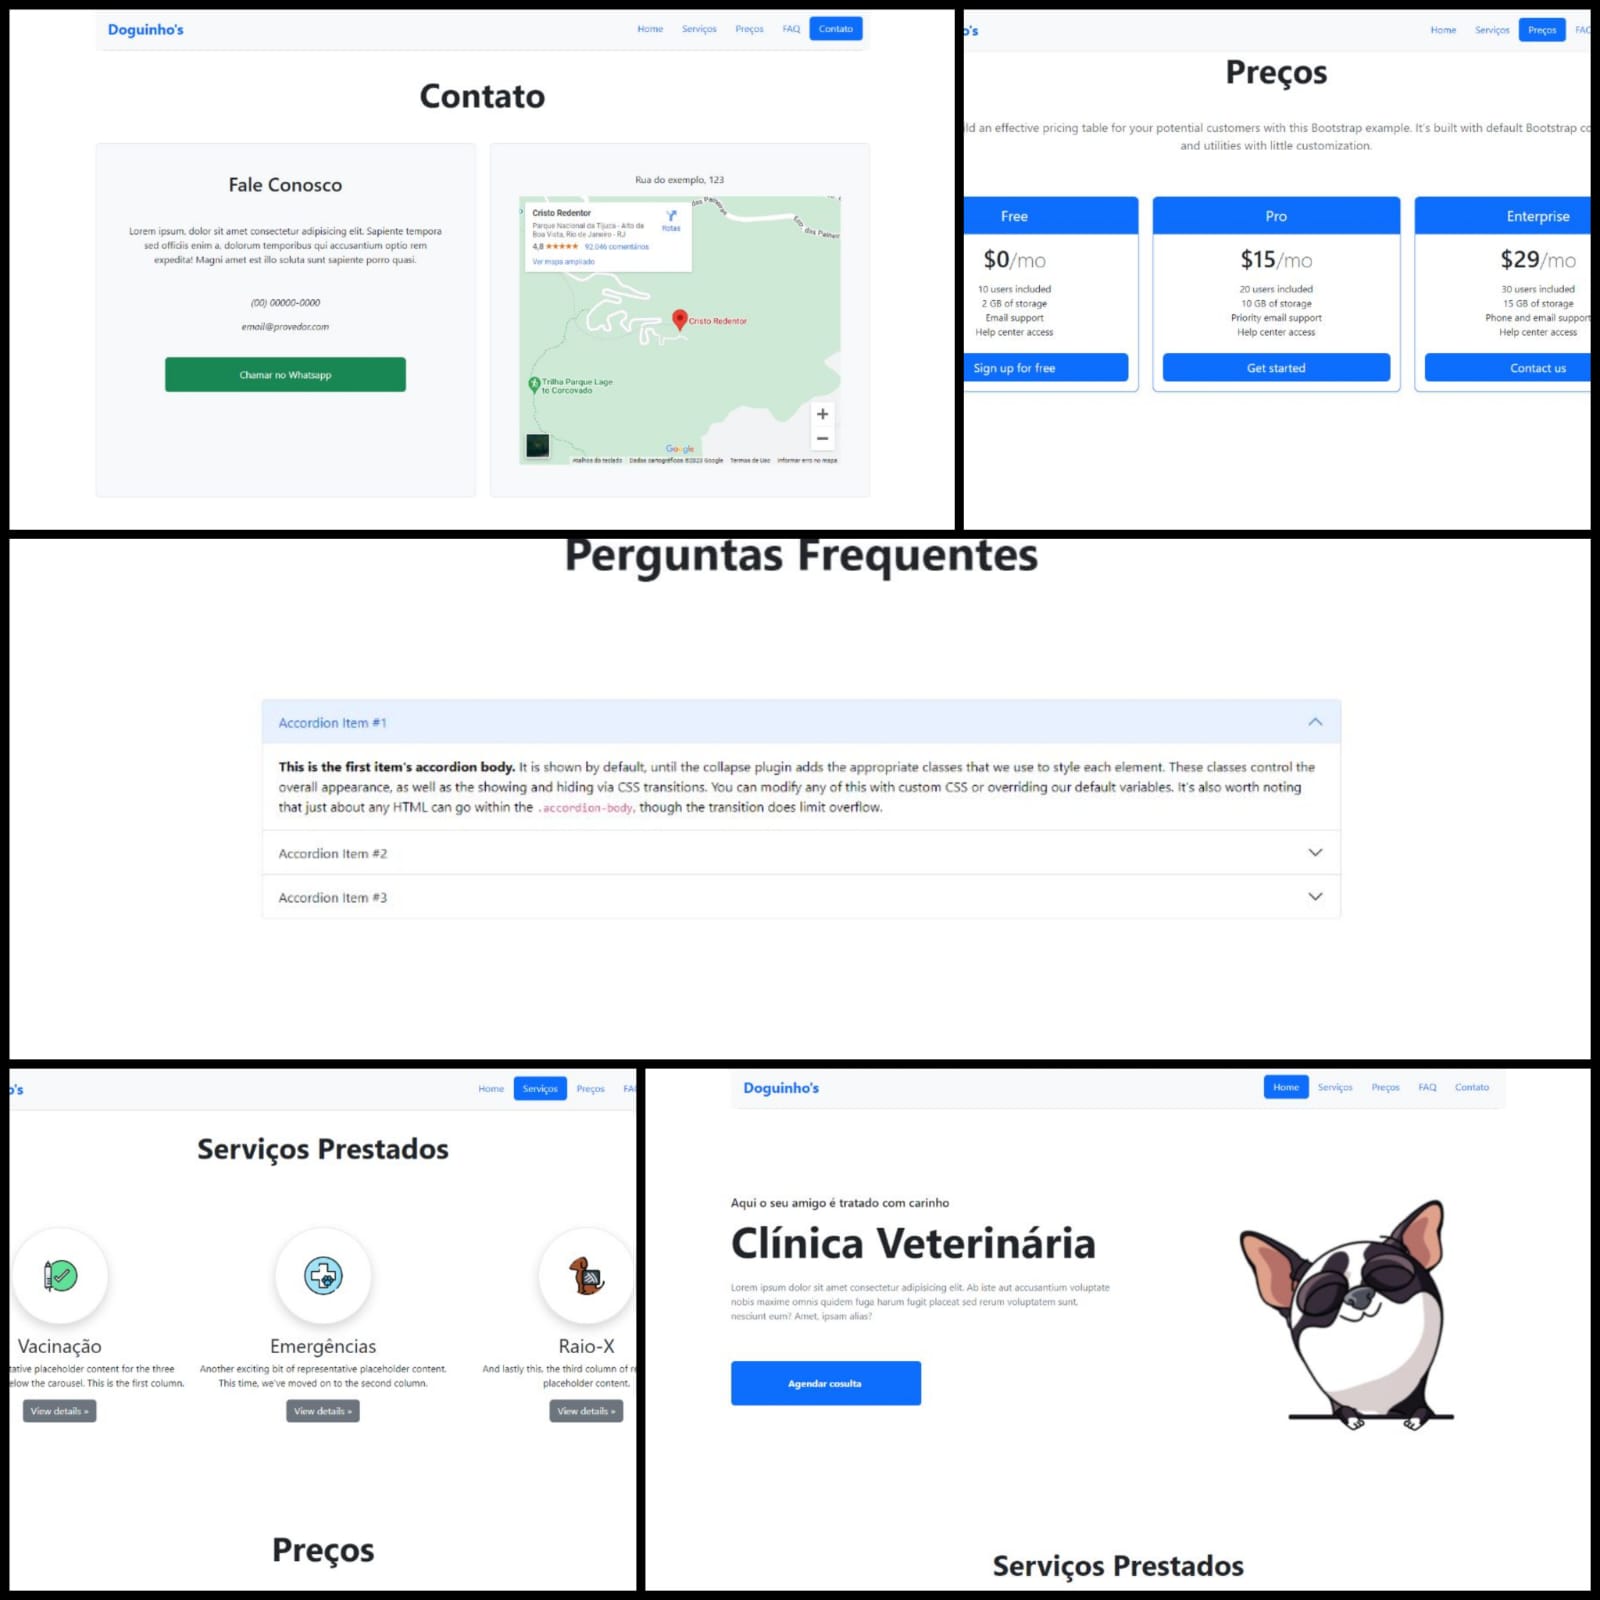 Doguinho's
Home Serviços Preços FAQ Contato
Contato
Fale Conosco
Lorem ipsum, dolor sit amet consectetur adipisicing elit. Sapiente tempora
sed officiis enim a, dolorum temporibus qui accusantium optio rem
expedita! Magni amet est illo soluta sunt sapiente porro quasi.
(00) 00000-0000
email@provedor.com
Chamar no Whatsapp
Rua do exemplo, 123
Cristo Redentor
Parque Nacional da Tijuca - Alto da
Boa Vista, Rio de Janeiro - RJ
4,8 ★★★★★ 92.046 comentários
Ver mapa ampliado
Rotas
das Paineiras
Est. das Paineir
Cristo Redentor
Trilha Parque Lage
to Corcovado
+
−
Google
Atalhos do teclado Dados cartográficos ©2023 Google Termos de Uso Informar erro no mapa
o's
Home Serviços Preços FAQ
Preços
ld an effective pricing table for your potential customers with this Bootstrap example. It's built with default Bootstrap co
and utilities with little customization.
Free
$0/mo
10 users included
2 GB of storage
Email support
Help center access
Sign up for free
Pro
$15/mo
20 users included
10 GB of storage
Priority email support
Help center access
Get started
Enterprise
$29/mo
30 users included
15 GB of storage
Phone and email support
Help center access
Contact us
Perguntas Frequentes
Accordion Item #1
This is the first item's accordion body. It is shown by default, until the collapse plugin adds the appropriate classes that we use to style each element. These classes control the
overall appearance, as well as the showing and hiding via CSS transitions. You can modify any of this with custom CSS or overriding our default variables. It's also worth noting
that just about any HTML can go within the .accordion-body, though the transition does limit overflow.
Accordion Item #2
Accordion Item #3
o's
Home Serviços Preços FA
Serviços Prestados
Vacinação
tative placeholder content for the three
elow the carousel. This is the first column.
View details »
Emergências
Another exciting bit of representative placeholder content.
This time, we've moved on to the second column.
View details »
Raio-X
And lastly this, the third column of r
placeholder content.
View details »
Preços
Doguinho's
Home Serviços Preços FAQ Contato
Aqui o seu amigo é tratado com carinho
Clínica Veterinária
Lorem ipsum dolor sit amet consectetur adipisicing elit. Ab iste aut accusantium voluptate
nobis maxime omnis quidem fuga harum fugit placeat sed rerum voluptatem sunt,
nesciunt eum? Amet, ipsam alias?
Agendar cosulta
Serviços Prestados